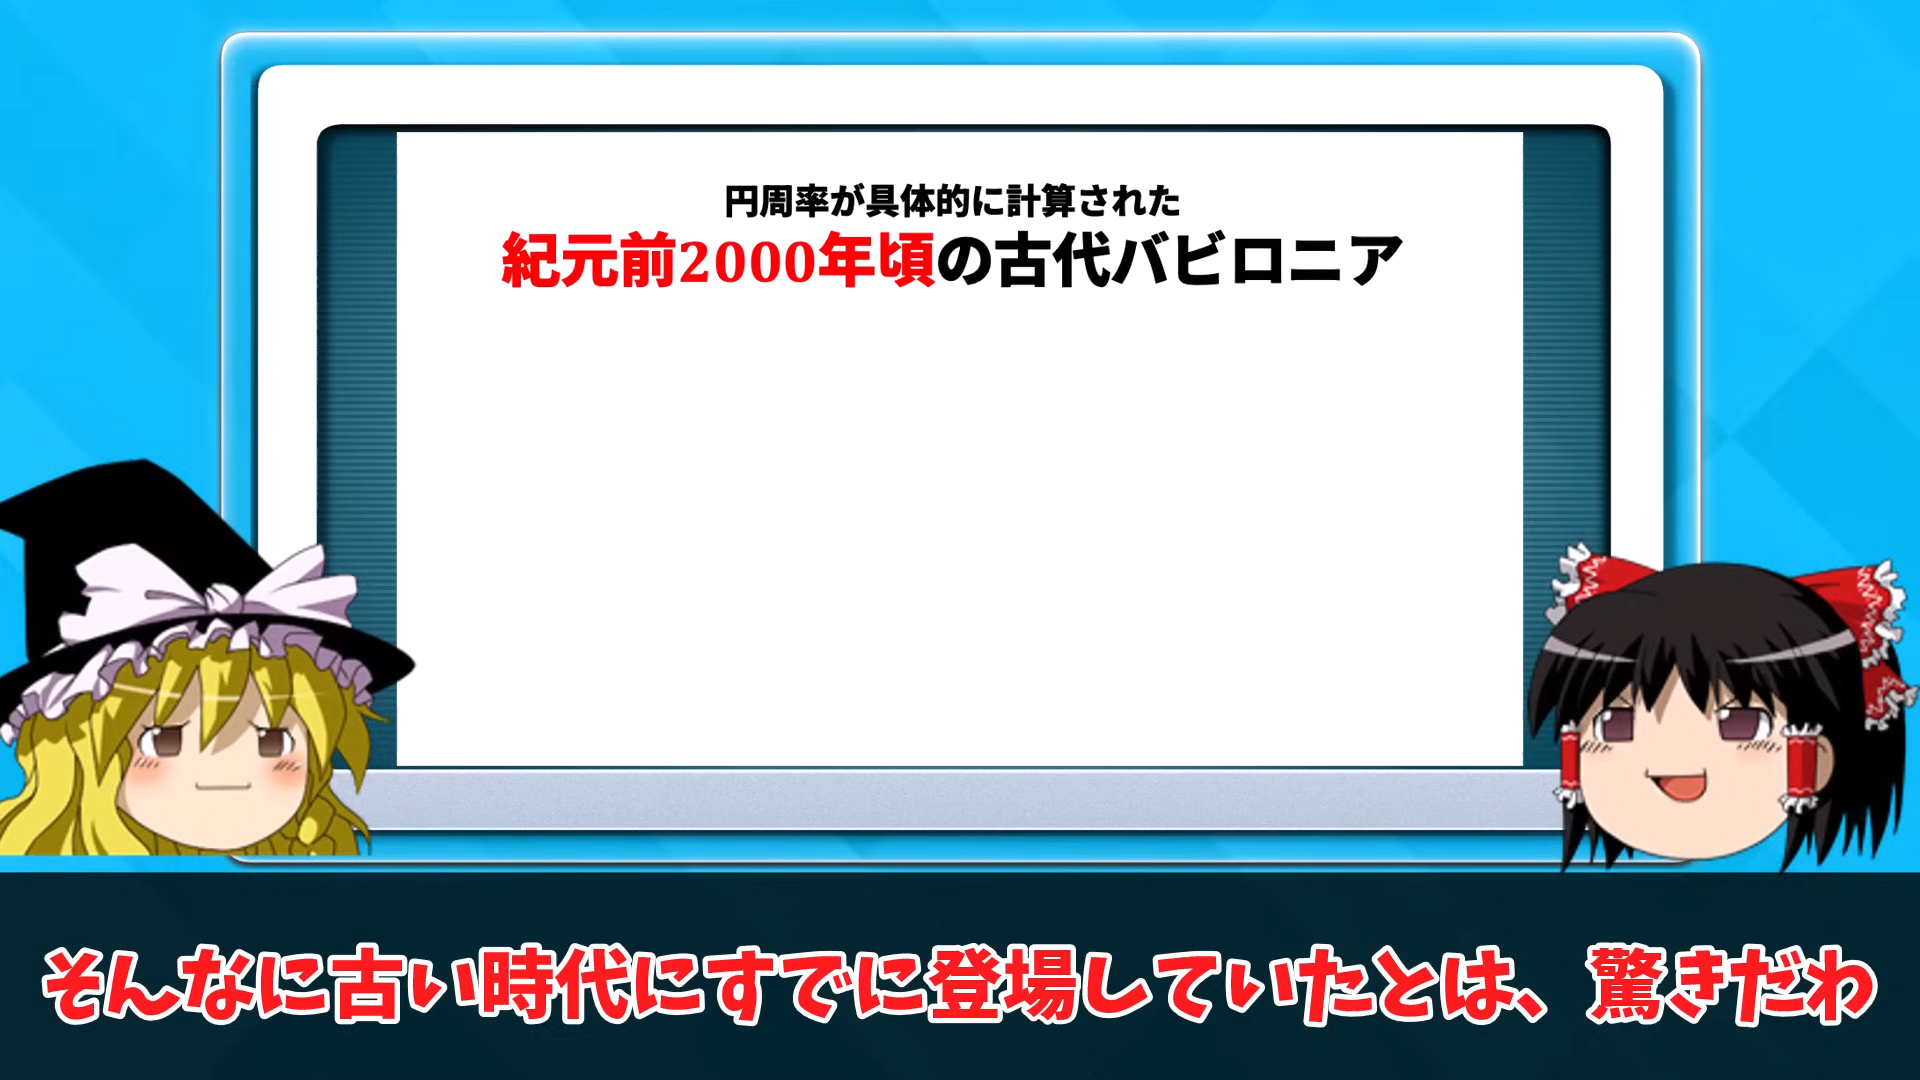 円周率が具体的に計算された
紀元前2000年頃の古代バビロニア
そんなに古い時代にすでに登場していたとは、驚きだわ